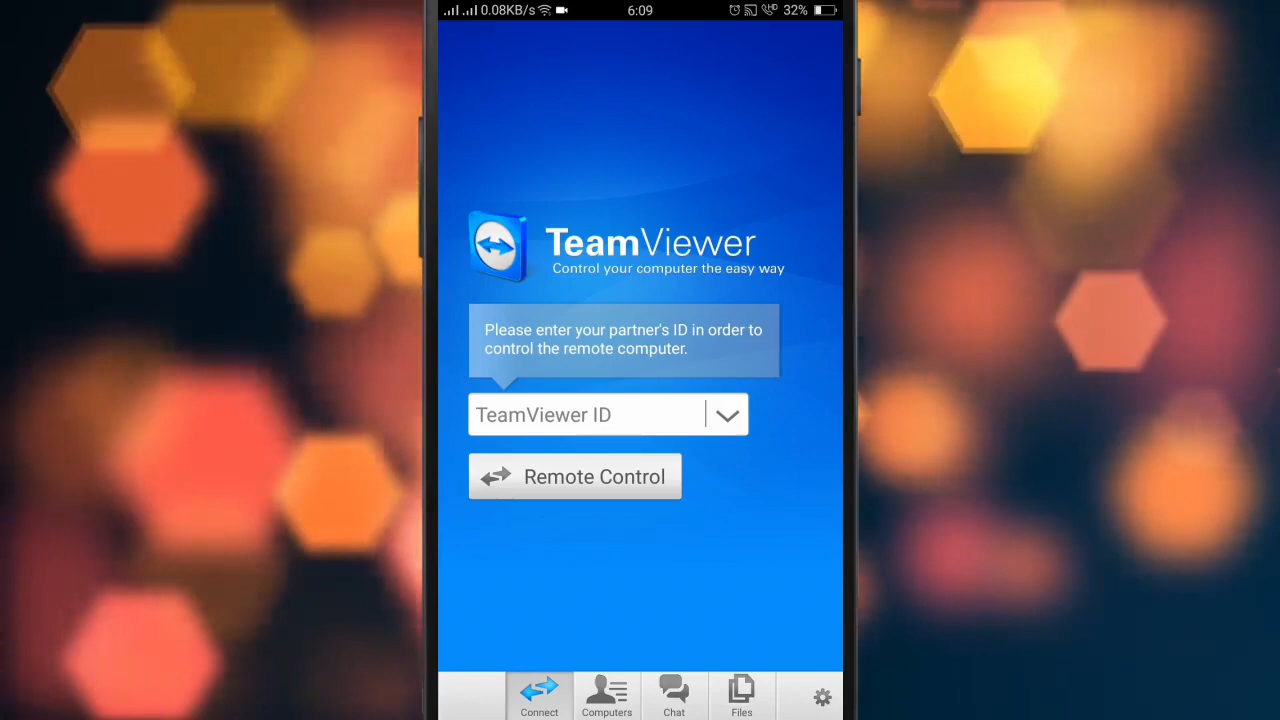 0.08KB/s 6:09 HD 32%
TeamViewer
Control your computer the easy way
Please enter your partner's ID in order to
control the remote computer.
TeamViewer ID
Remote Control
Connect Computers Chat Files